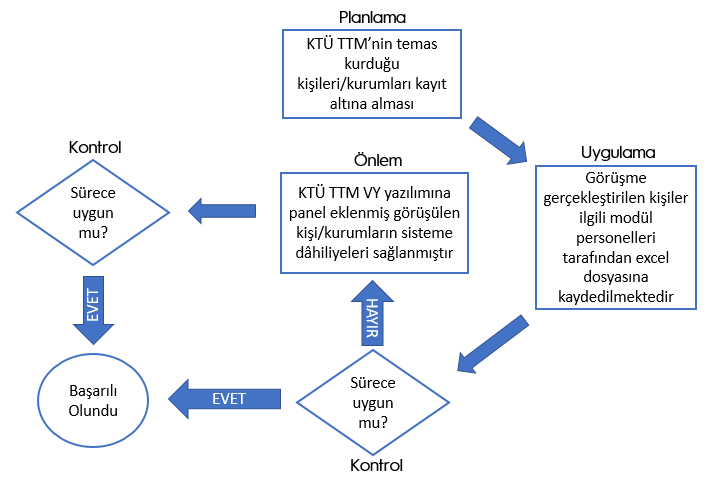 Planlama
KTÜ TTM’nin temas
kurduğu
kişileri/kurumları kayıt
altına alması
Uygulama
Görüşme
gerçekleştirilen kişiler
ilgili modül
personelleri
tarafından excel
dosyasına
kaydedilmektedir
Kontrol
Sürece
uygun
mu?
Önlem
KTÜ TTM VY yazılımına
panel eklenmiş görüşülen
kişi/kurumların sisteme
dâhiliyeleri sağlanmıştır
EVET
HAYIR
Başarılı
Olundu
EVET
Sürece
uygun
mu?
Kontrol